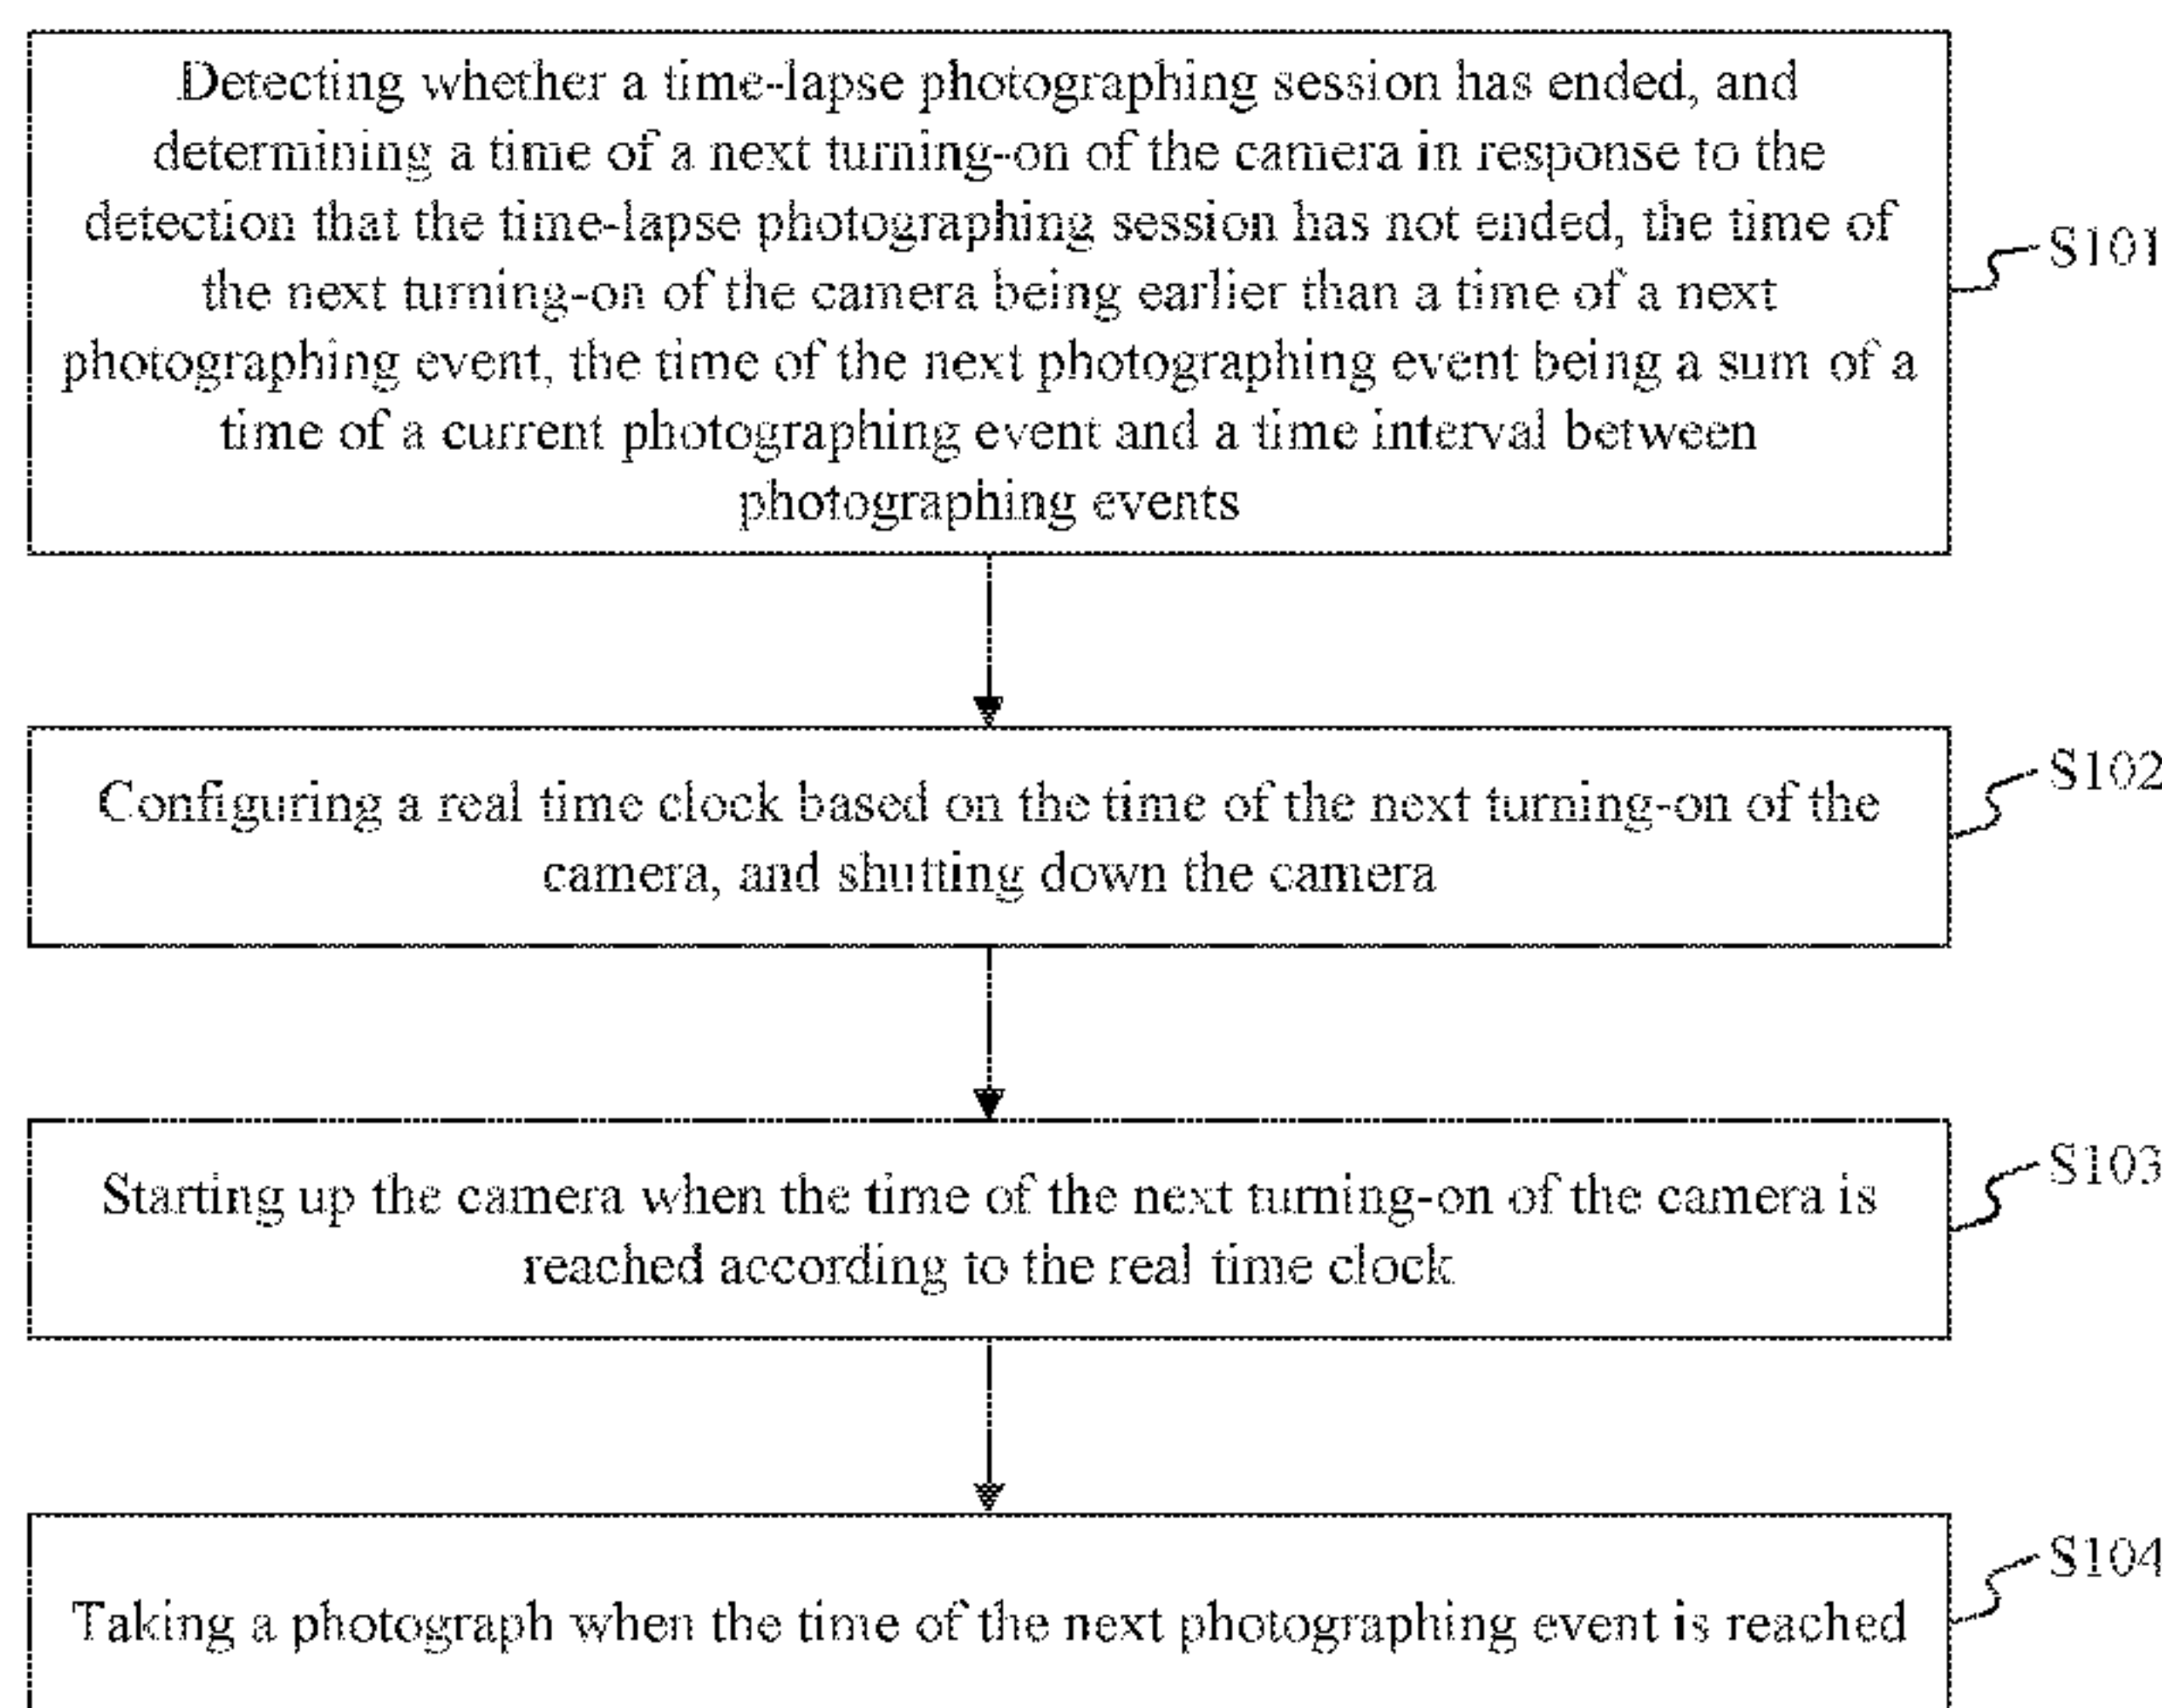 Detecting whether a time-lapse photographing session has ended, and
determining a time of a next turning-on of the camera in response to the
detection that the time-lapse photographing session has not ended, the time of
the next turning-on of the camera being earlier than a time of a next
photographing event, the time of the next photographing event being a sum of a
time of a current photographing event and a time interval between
photographing events
S101
Configuring a real time clock based on the time of the next turning-on of the
camera, and shutting down the camera
S102
Starting up the camera when the time of the next turning-on of the camera is
reached according to the real time clock
S103
Taking a photograph when the time of the next photographing event is reached
S104